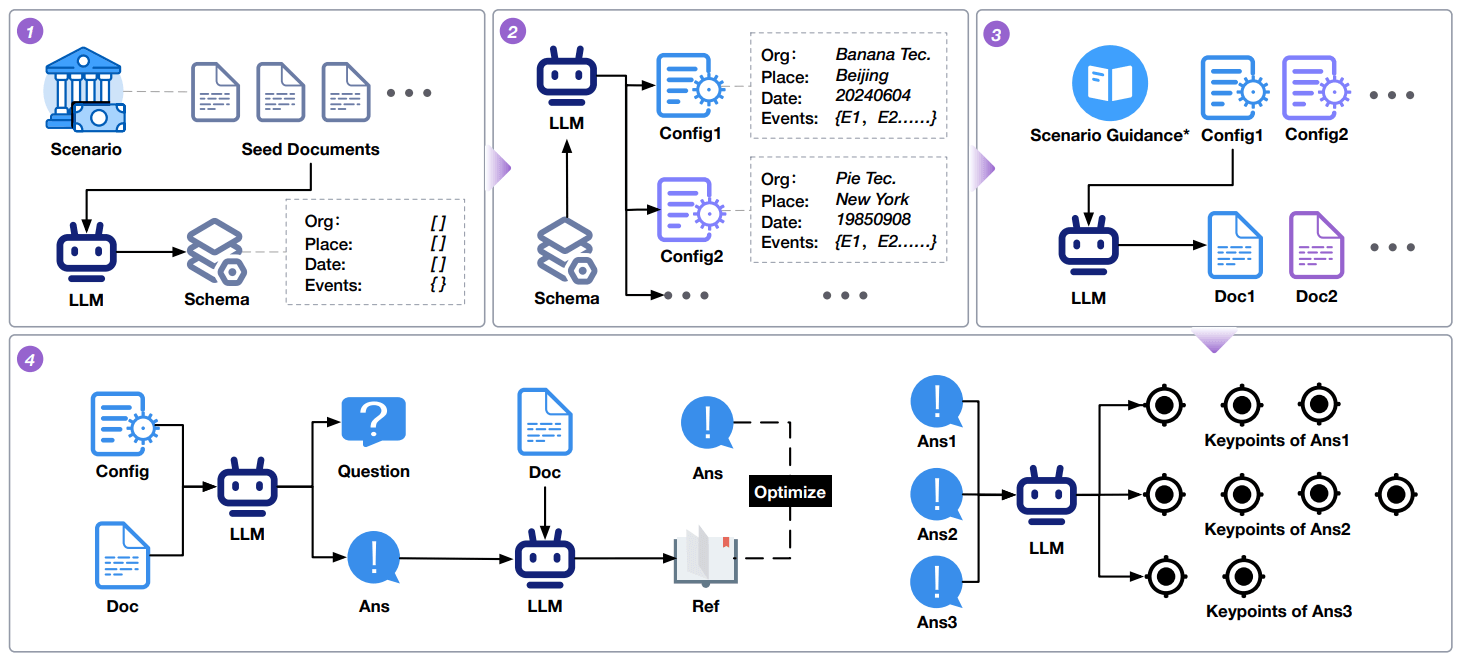 1
Scenario
Seed Documents
LLM
Schema
Org: []
Place: []
Date: []
Events: {}
2
LLM
Schema
Config1
Org: Banana Tec.
Place: Beijing
Date: 20240604
Events: {E1, E2......}
Config2
Org: Pie Tec.
Place: New York
Date: 19850908
Events: {E1, E2......}
3
Scenario Guidance*
Config1
Config2
LLM
Doc1
Doc2
4
Config
Doc
LLM
?
Question
!
Ans
Doc
LLM
!
Ans
Optimize
Ref
!
Ans1
!
Ans2
!
Ans3
LLM
Keypoints of Ans1
Keypoints of Ans2
Keypoints of Ans3